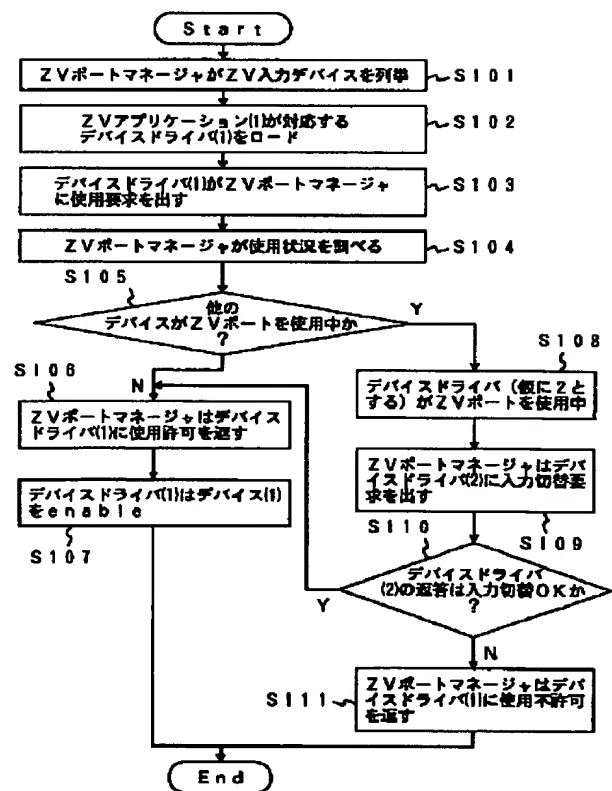 Start
ZVポートマネージャがZV入力デバイスを列挙
S101
ZVアプリケーション(1)が対応する
デバイスドライバ(1)をロード
S102
デバイスドライバ(1)がZVポートマネージャ
に使用要求を出す
S103
ZVポートマネージャが使用状況を調べる
S104
S105
他の
デバイスがZVポートを使用中か
?
Y
N
S106
ZVポートマネージャはデバイス
ドライバ(1)に使用許可を返す
デバイスドライバ(1)はデバイス(1)
をenable
S107
S108
デバイスドライバ(仮に2と
する)がZVポートを使用中
ZVポートマネージャはデバ
イスドライバ(2)に入力切替要
求を出す
S109
S110
デバイスドライバ
(2)の返答は入力切替OKか
?
Y
N
S111
ZVポートマネージャはデバ
イスドライバ(1)に使用不許可
を返す
End